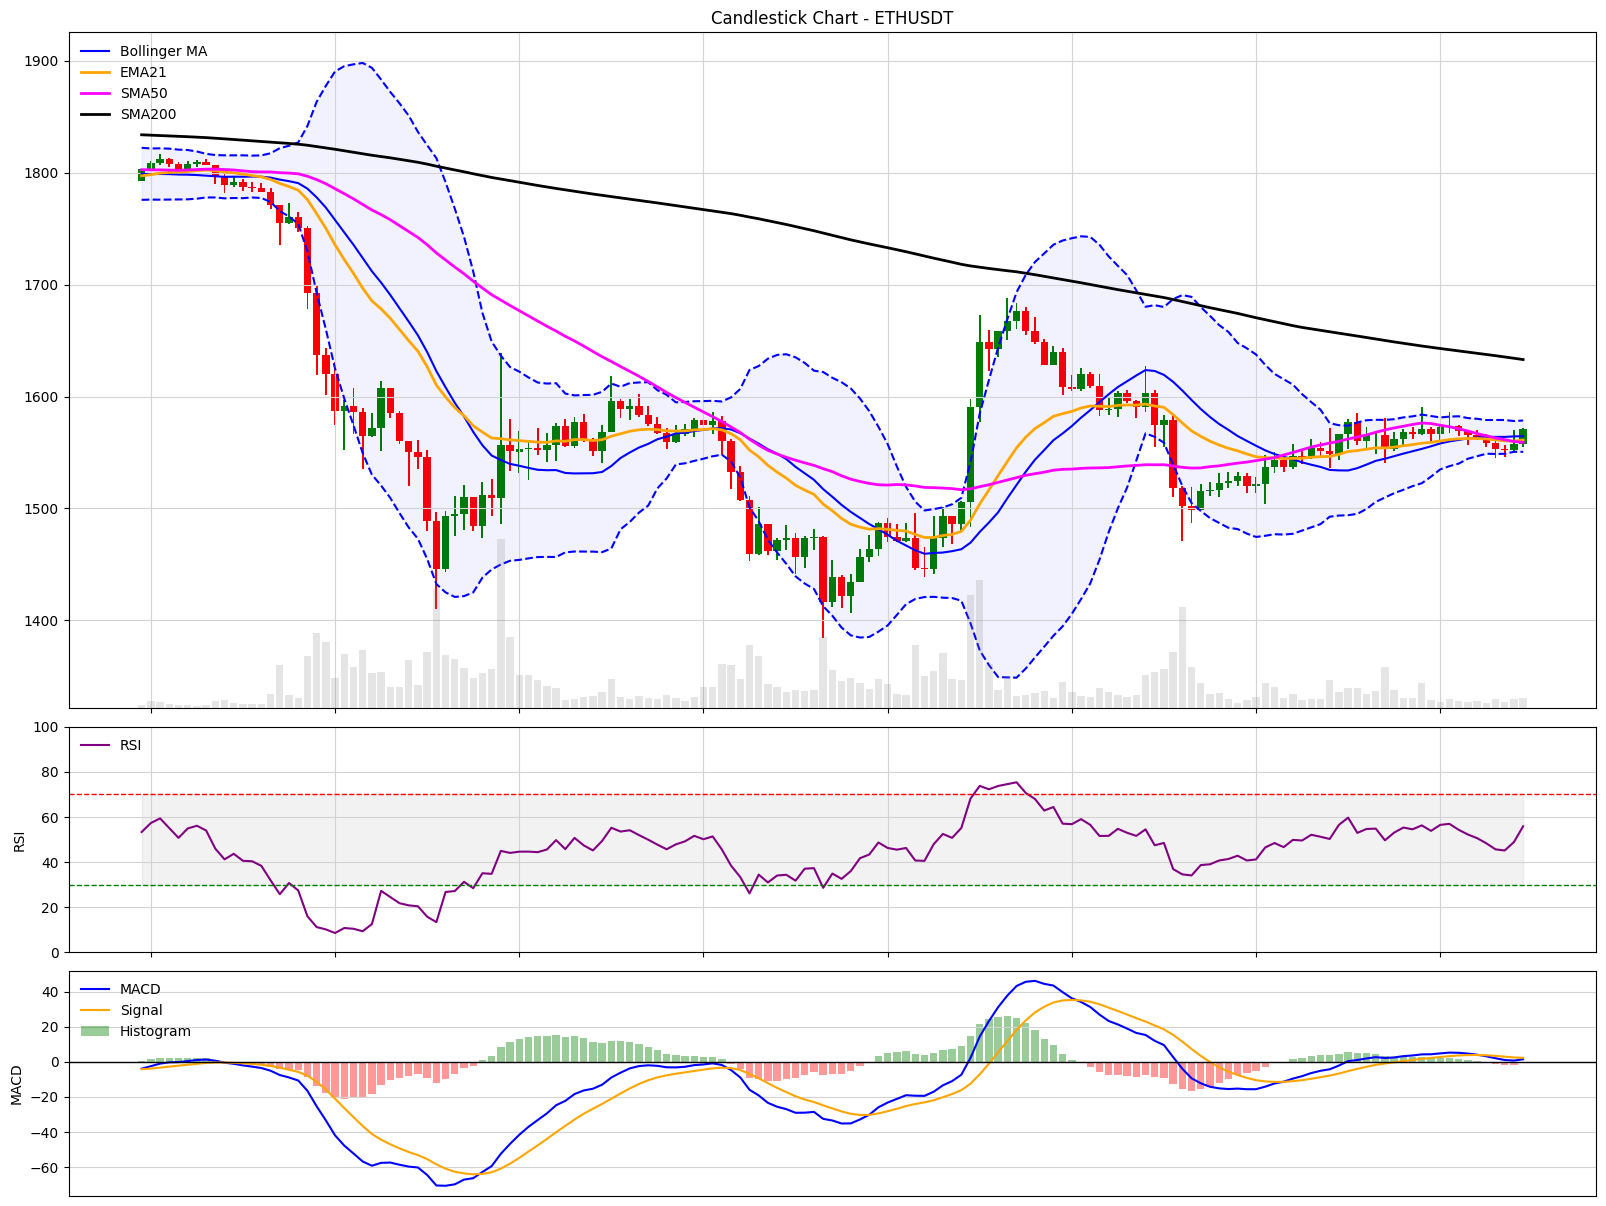 Candlestick Chart - ETHUSDT
Bollinger MA
EMA21
SMA50
SMA200
1900
1800
1700
1600
1500
1400
RSI
100
80
60
40
20
0
RSI
MACD
Signal
Histogram
40
20
0
−20
−40
−60
MACD